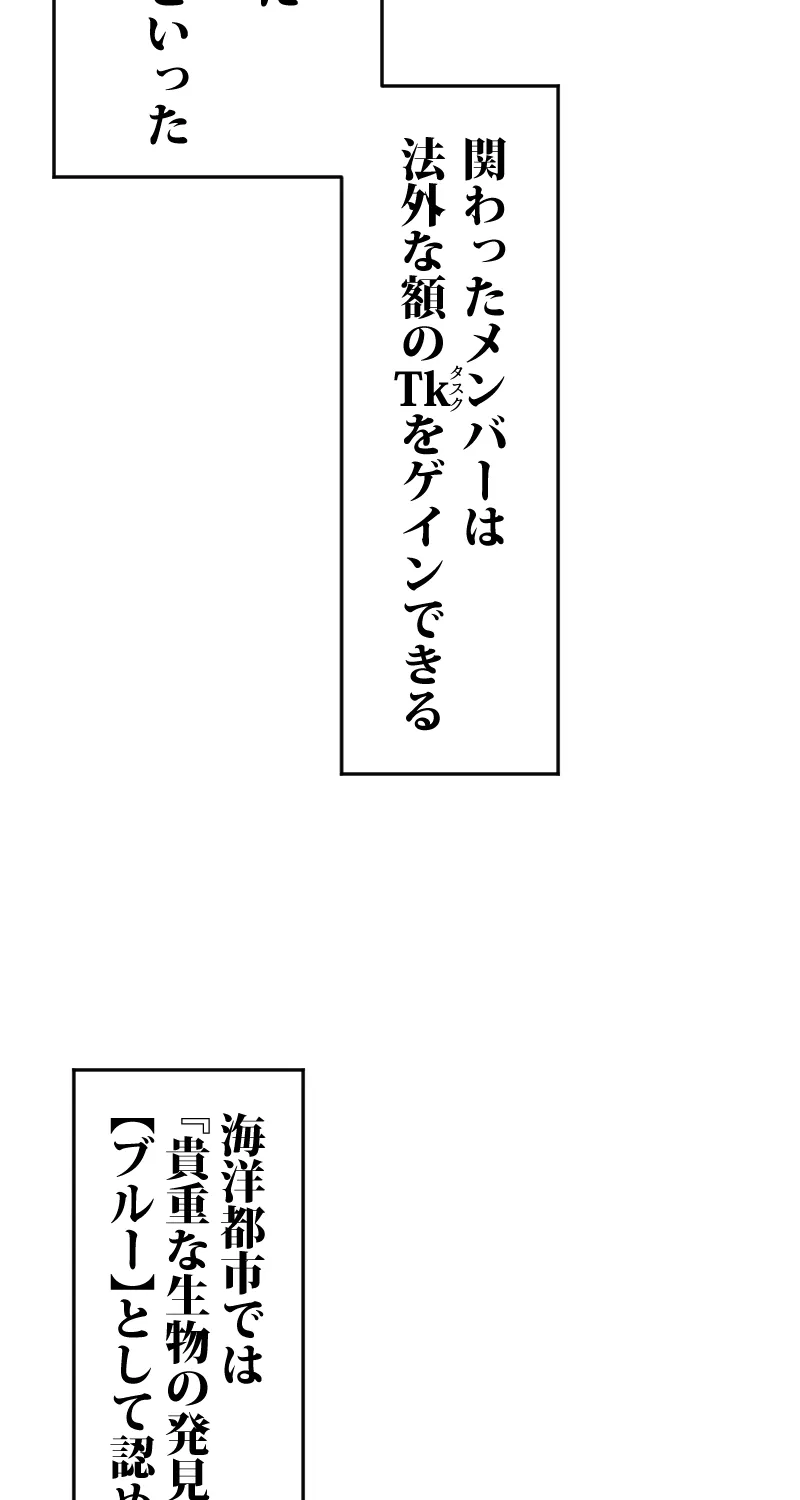 といった
関わったメンバーは
法外な額のTkをゲインできる
タスク
海洋都市では
『貴重な生物の発見
【ブルー】として認め